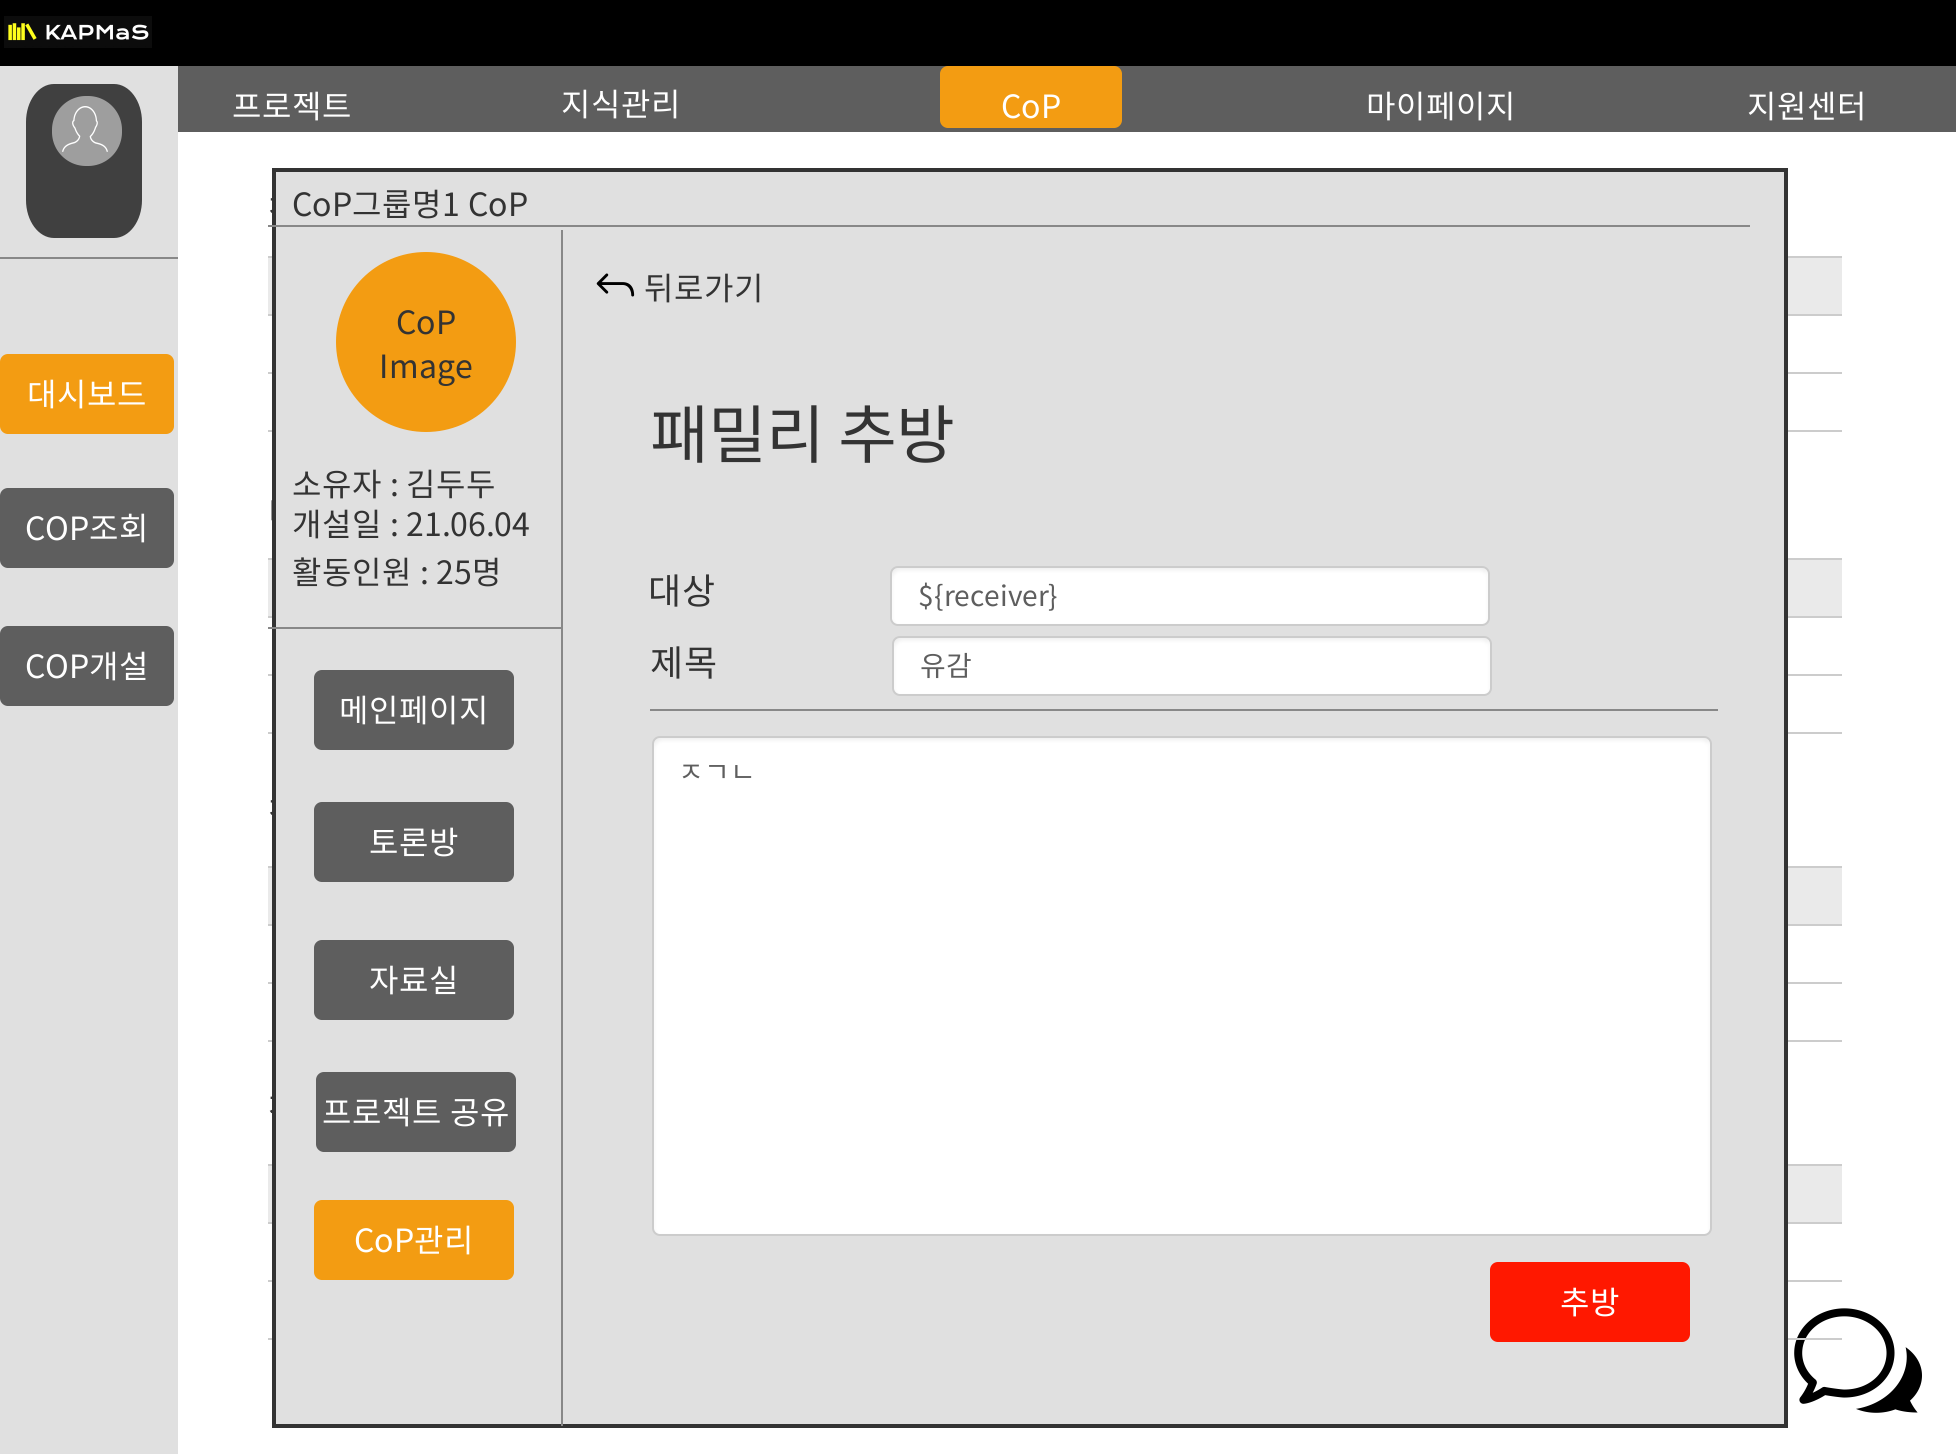 KAPMaS
프로젝트
지식관리
CoP
마이페이지
지원센터
대시보드
COP조회
COP개설
CoP그룹명1 CoP
CoP
Image
소유자 : 김두두
개설일 : 21.06.04
활동인원 : 25명
메인페이지
토론방
자료실
프로젝트 공유
CoP관리
뒤로가기
패밀리 추방
대상
${receiver}
제목
유감
ㅈㄱㄴ
추방